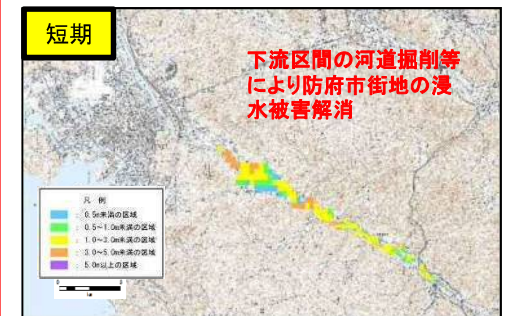 短期
下流区間の河道掘削等
により防府市街地の浸
水被害解消
凡 例
: 0.5m未満の区域
: 0.5~1.0m未満の区域
: 1.0~3.0m未満の区域
: 3.0~5.0m未満の区域
: 5.0m以上の区域